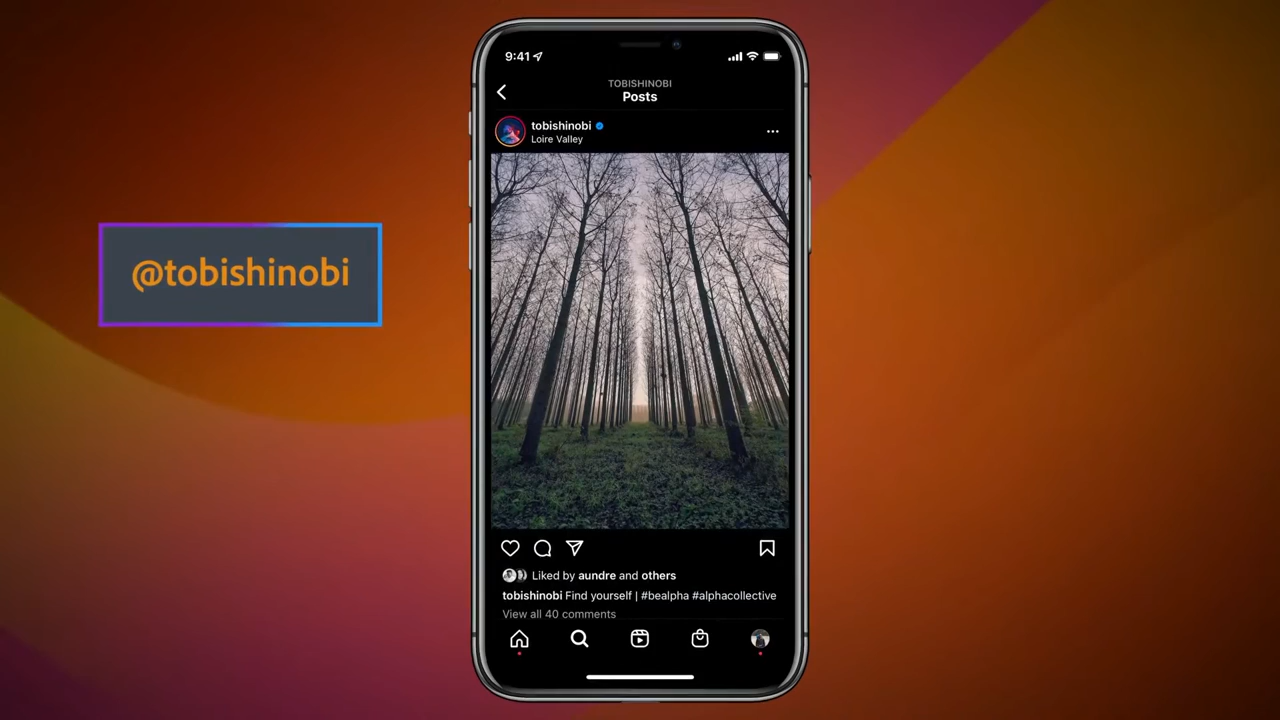 @tobishinobi
9:41
TOBISHINOBI
Posts
tobishinobi
Loire Valley
Liked by aundre and others
tobishinobi Find yourself | #bealpha #alphacollective
View all 40 comments